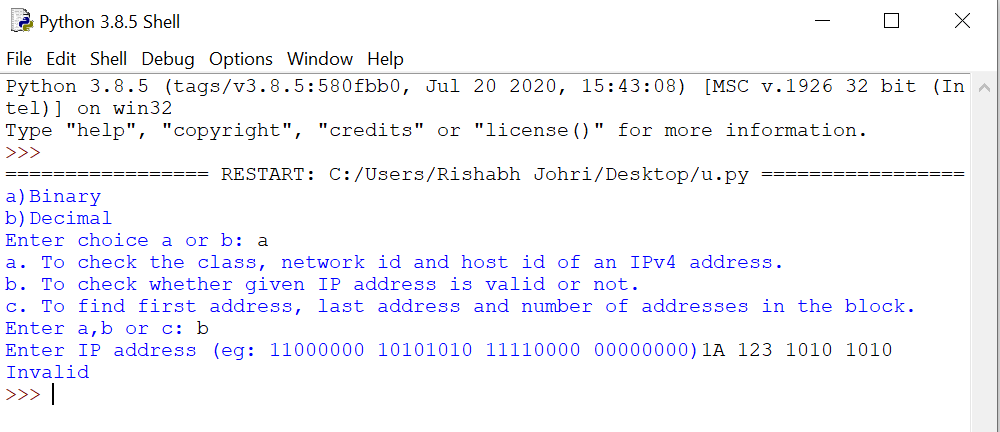 Python 3.8.5 Shell
File Edit Shell Debug Options Window Help
Python 3.8.5 (tags/v3.8.5:580fbb0, Jul 20 2020, 15:43:08) [MSC v.1926 32 bit (In
tel)] on win32
Type "help", "copyright", "credits" or "license()" for more information.
>>>
================= RESTART: C:/Users/Rishabh Johri/Desktop/u.py =================
a)Binary
b)Decimal
Enter choice a or b: a
a. To check the class, network id and host id of an IPv4 address.
b. To check whether given IP address is valid or not.
c. To find first address, last address and number of addresses in the block.
Enter a,b or c: b
Enter IP address (eg: 11000000 10101010 11110000 00000000)1A 123 1010 1010
Invalid
>>>